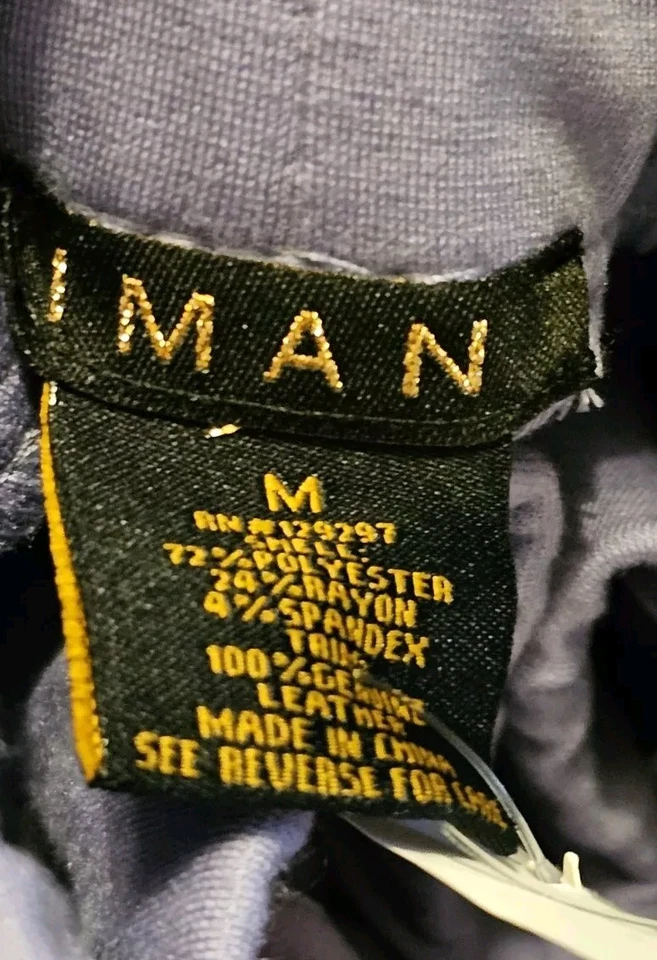 IMAN
M
RN#129297
SHELL:
72%POLYESTER
24%RAYON
4%SPANDEX
TRIM:
100%GENUINE
LEATHER
MADE IN CHINA
SEE REVERSE FOR CARE